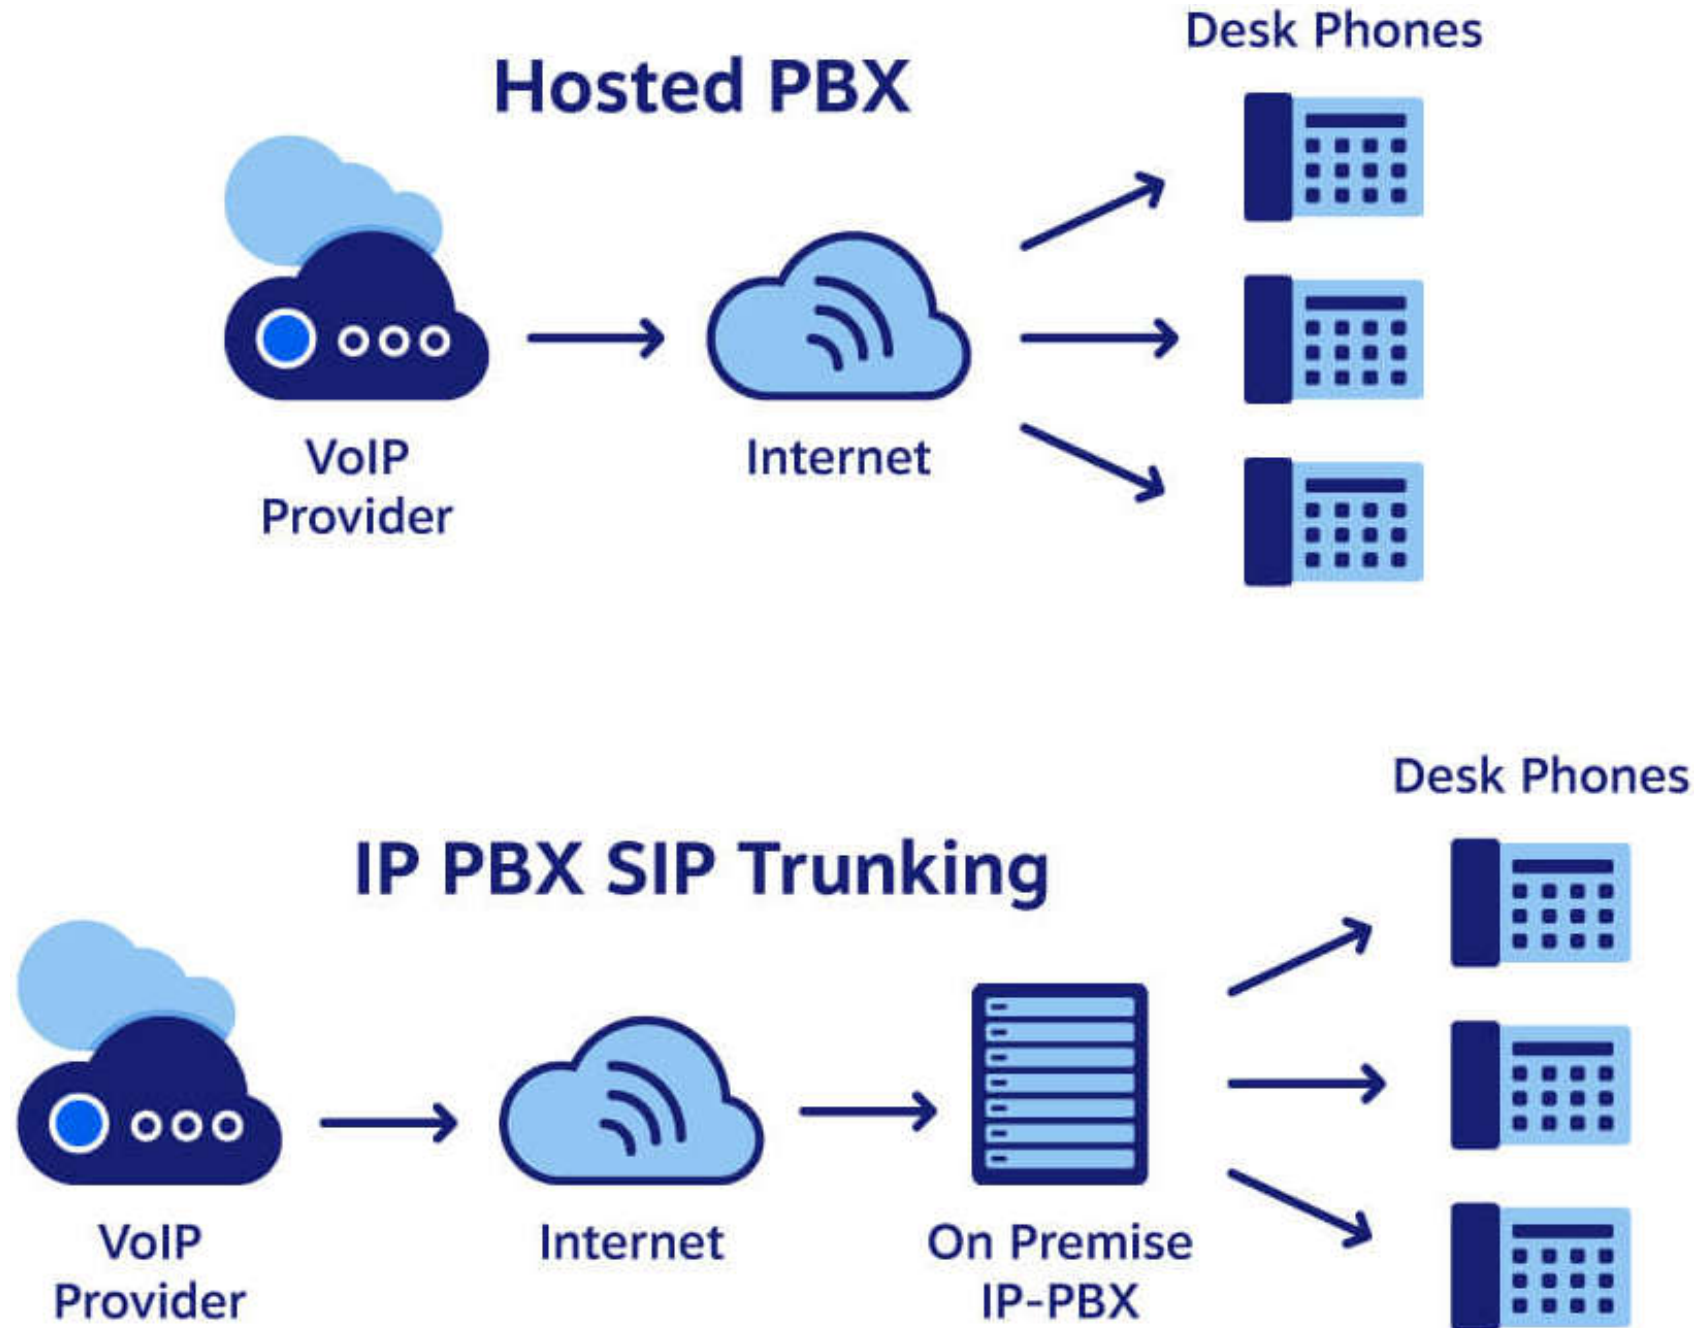 Desk Phones
Hosted PBX
VoIP
Provider
Internet
Desk Phones
IP PBX SIP Trunking
VoIP
Provider
Internet
On Premise
IP-PBX